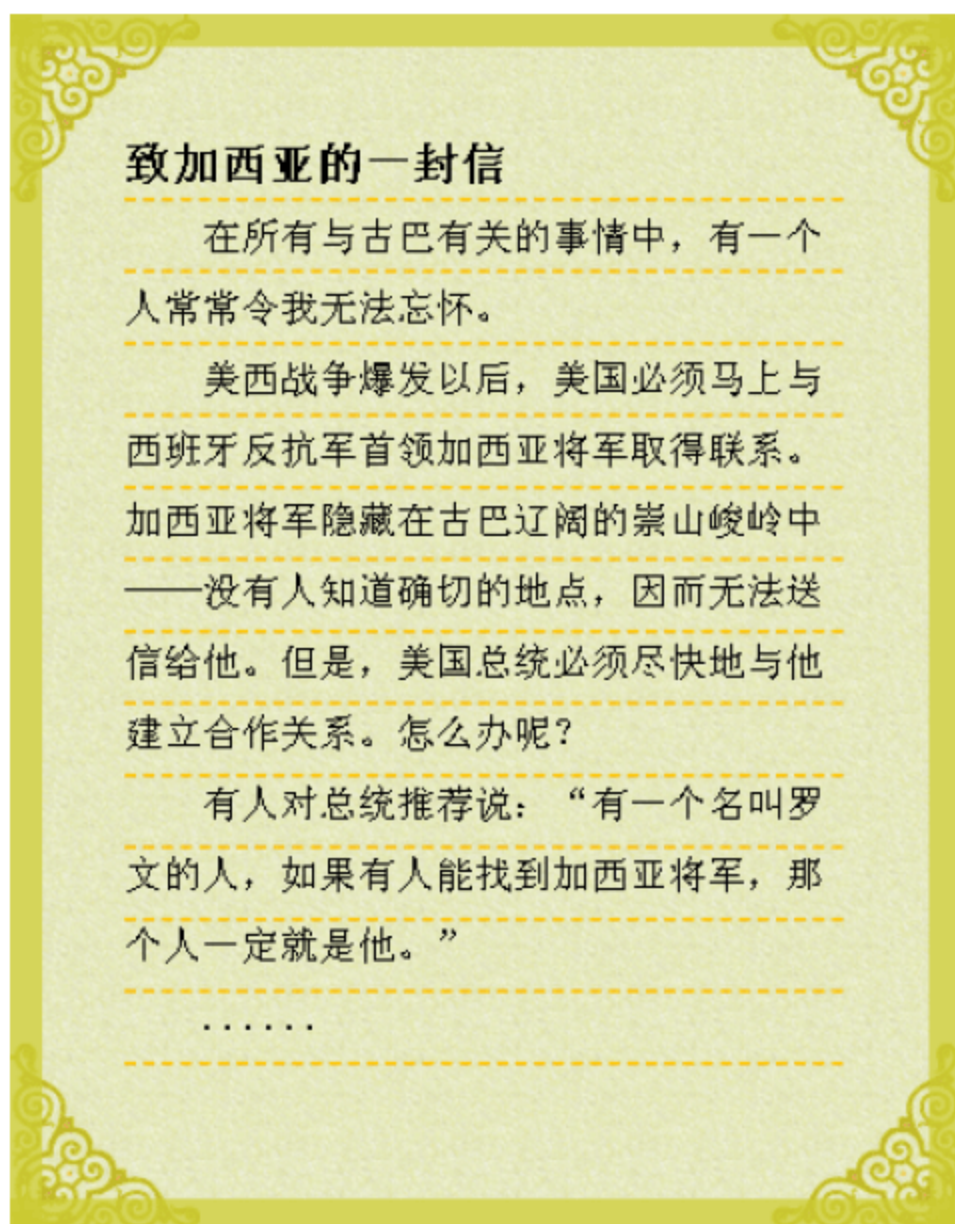 致加西亚的一封信
在所有与古巴有关的事情中，有一个
人常常令我无法忘怀。
美西战争爆发以后，美国必须马上与
西班牙反抗军首领加西亚将军取得联系。
加西亚将军隐藏在古巴辽阔的崇山峻岭中
——没有人知道确切的地点，因而无法送
信给他。但是，美国总统必须尽快地与他
建立合作关系。怎么办呢？
有人对总统推荐说：“有一个名叫罗
文的人，如果有人能找到加西亚将军，那
个人一定就是他。”
······